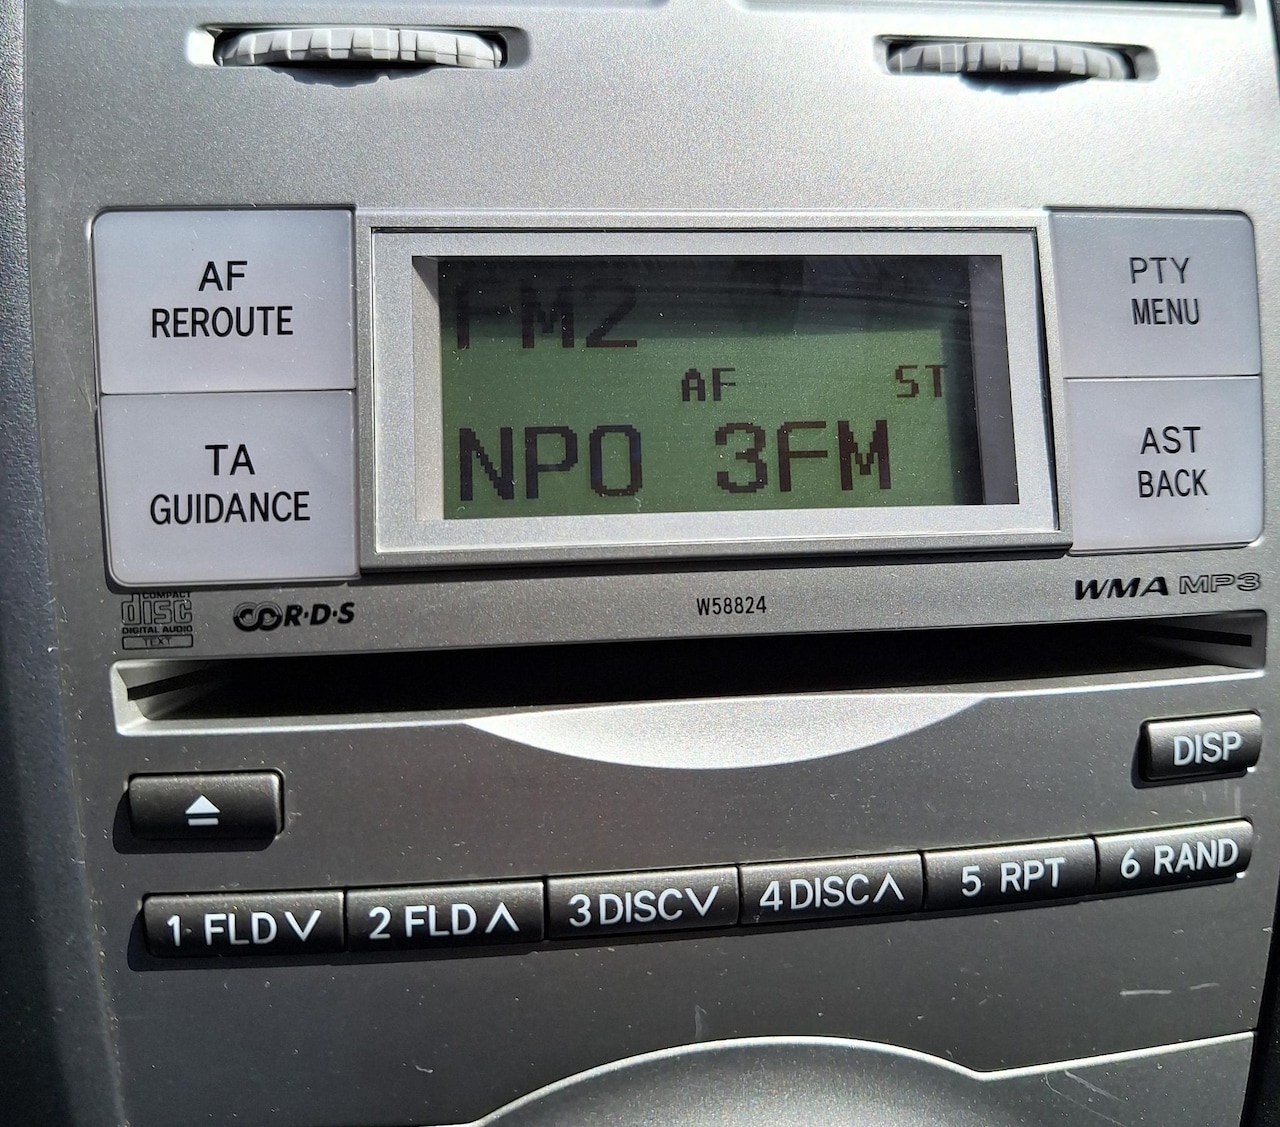 AF
REROUTE
TA
GUIDANCE
FM2
AF ST
NPO 3FM
PTY
MENU
AST
BACK
COMPACT
disc
DIGITAL AUDIO
TEXT
R·D·S
W58824
WMA MP3
DISP
1 FLD ∨
2 FLD ∧
3 DISC ∨
4 DISC ∧
5 RPT
6 RAND